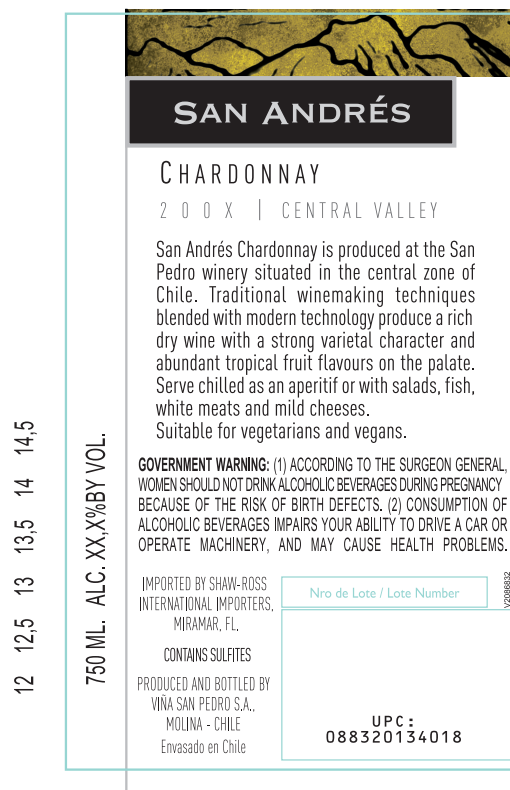 SAN ANDRÉS
CHARDONNAY
200X | CENTRAL VALLEY
San Andrés Chardonnay is produced at the San
Pedro winery situated in the central zone of
Chile. Traditional winemaking techniques
blended with modern technology produce a rich
dry wine with a strong varietal character and
abundant tropical fruit flavours on the palate.
Serve chilled as an aperitif or with salads, fish,
white meats and mild cheeses.
Suitable for vegetarians and vegans.
GOVERNMENT WARNING: (1) ACCORDING TO THE SURGEON GENERAL,
WOMEN SHOULD NOT DRINK ALCOHOLIC BEVERAGES DURING PREGNANCY
BECAUSE OF THE RISK OF BIRTH DEFECTS. (2) CONSUMPTION OF
ALCOHOLIC BEVERAGES IMPAIRS YOUR ABILITY TO DRIVE A CAR OR
OPERATE MACHINERY, AND MAY CAUSE HEALTH PROBLEMS.
IMPORTED BY SHAW-ROSS
INTERNATIONAL IMPORTERS,
MIRAMAR, FL.
CONTAINS SULFITES
PRODUCED AND BOTTLED BY
VIÑA SAN PEDRO S.A.,
MOLINA - CHILE
Envasado en Chile
Nro de Lote / Lote Number
V2086832
UPC:
088320134018
750 ML. ALC. XX,X%BY VOL.
12 12,5 13 13,5 14 14,5